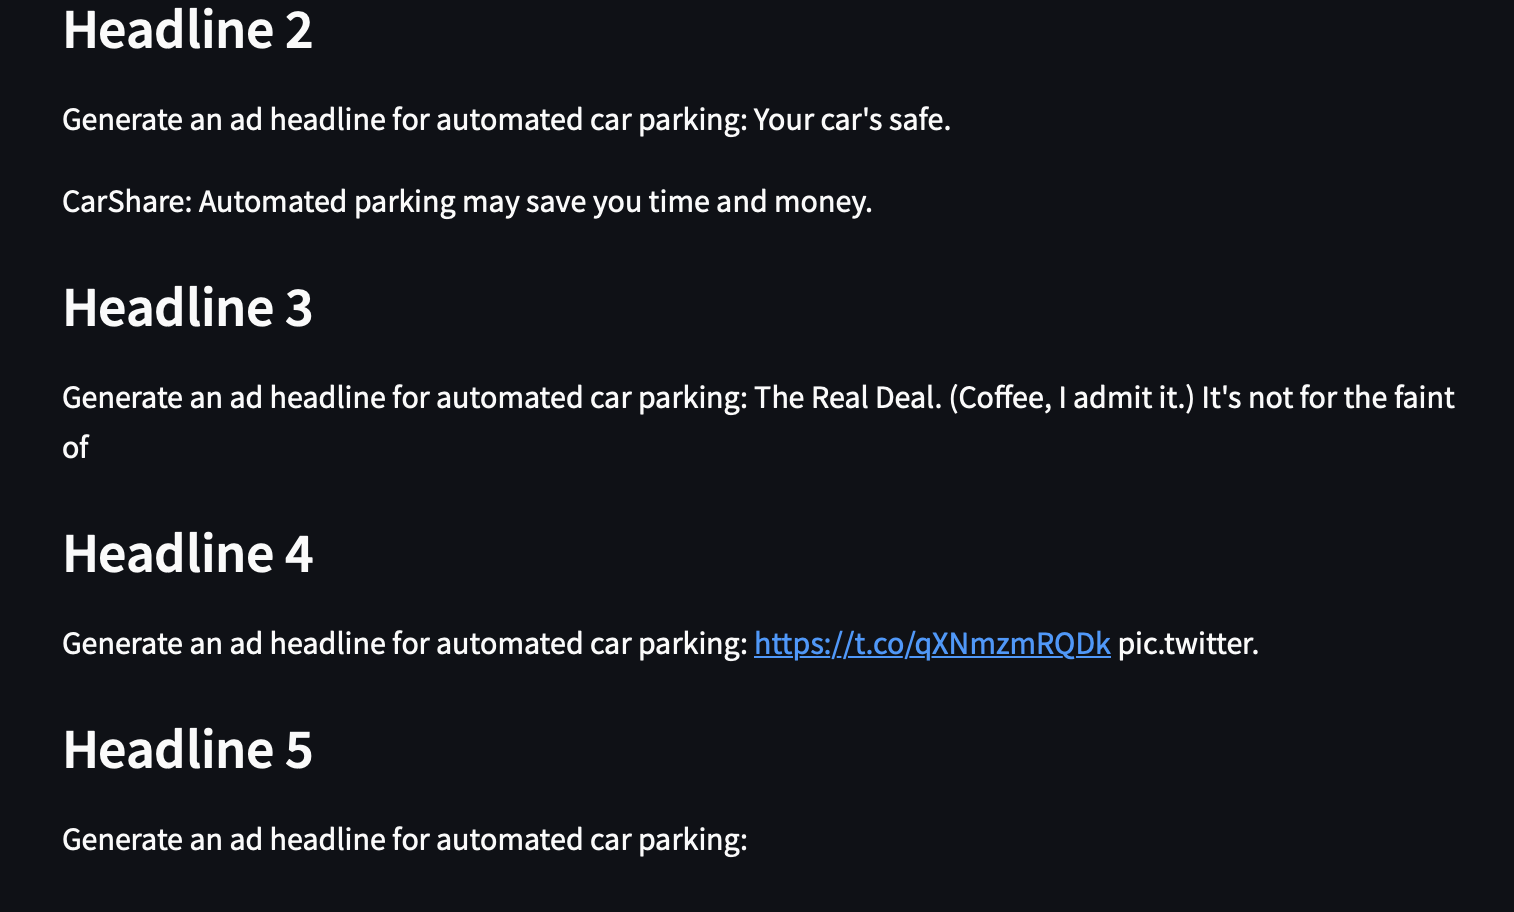 Headline 2
Generate an ad headline for automated car parking: Your car's safe.
CarShare: Automated parking may save you time and money.
Headline 3
Generate an ad headline for automated car parking: The Real Deal. (Coffee, I admit it.) It's not for the faint
of
Headline 4
Generate an ad headline for automated car parking: https://t.co/qXNmzmRQDk pic.twitter.
Headline 5
Generate an ad headline for automated car parking: